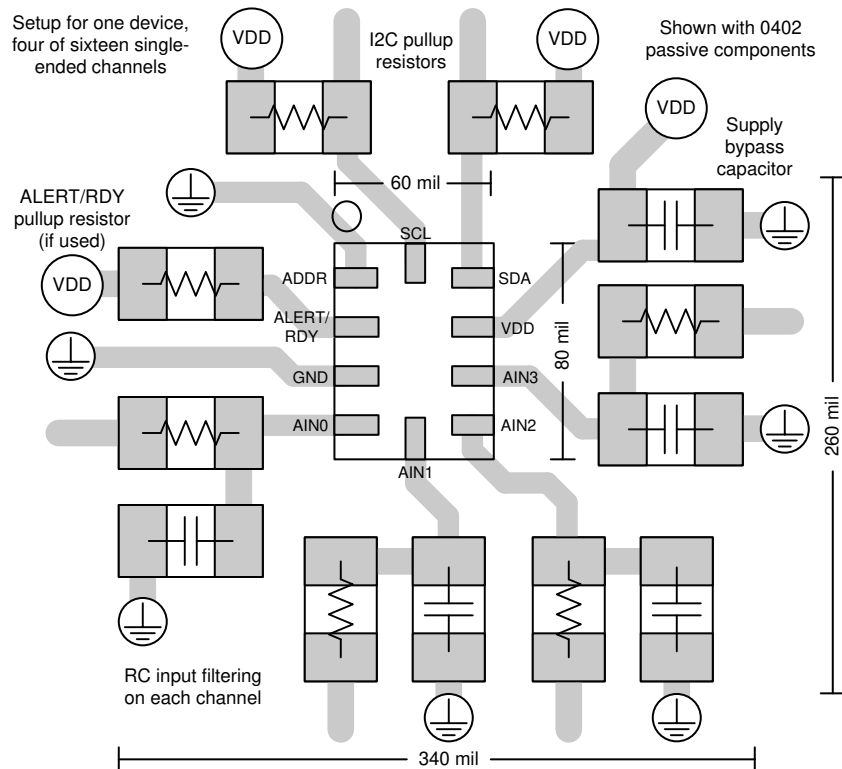 Setup for one device,
four of sixteen single-
ended channels
VDD
I2C pullup
resistors
VDD
Shown with 0402
passive components
VDD
Supply
bypass
capacitor
60 mil
ALERT/RDY
pullup resistor
(if used)
VDD
SCL
ADDR
SDA
ALERT/
RDY
VDD
80 mil
GND
AIN3
AIN0
AIN2
AIN1
260 mil
RC input filtering
on each channel
340 mil